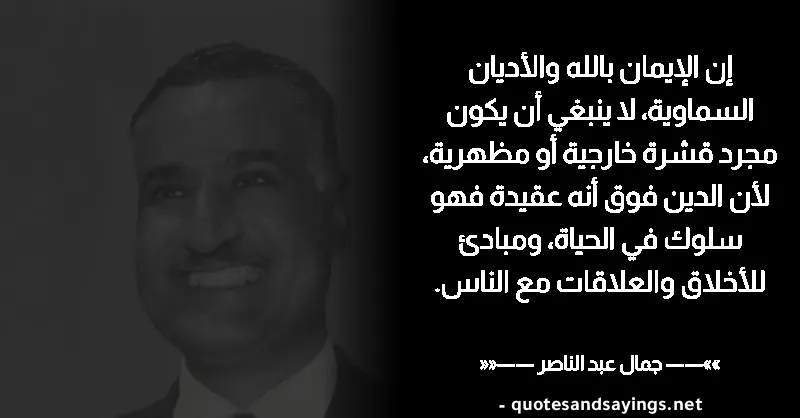 إن الإيمان بالله والأديان
السماوية، لا ينبغي أن يكون
مجرد قشرة خارجية أو مظهرية،
لأن الدين فوق أنه عقيدة فهو
سلوك في الحياة، ومبادئ
للأخلاق والعلاقات مع الناس.
»»—— جمال عبد الناصر ——««
- quotesandsayings.net